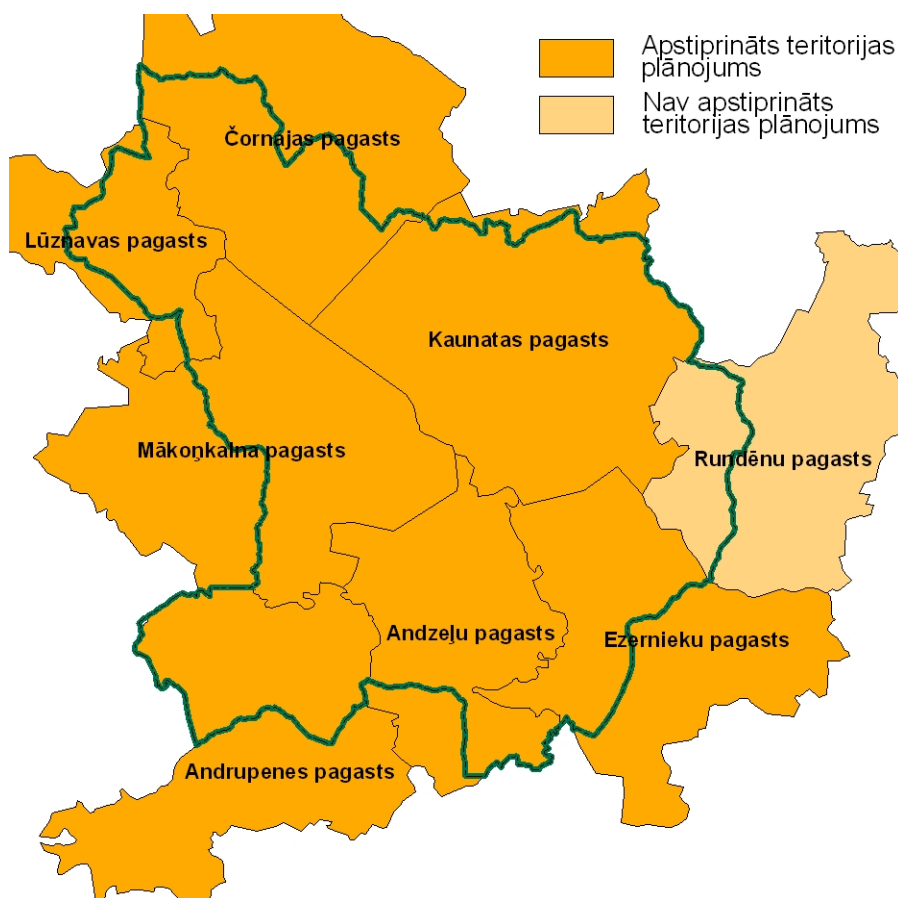 Apstiprināts teritorijas
plānojums
Nav apstiprināts
teritorijas plānojums
Čornajas pagasts
Lūznavas pagasts
Kaunatas pagasts
Mākoņkalna pagasts
Rundēnu pagasts
Andzeļu pagasts
Ezernieku pagasts
Andrupenes pagasts